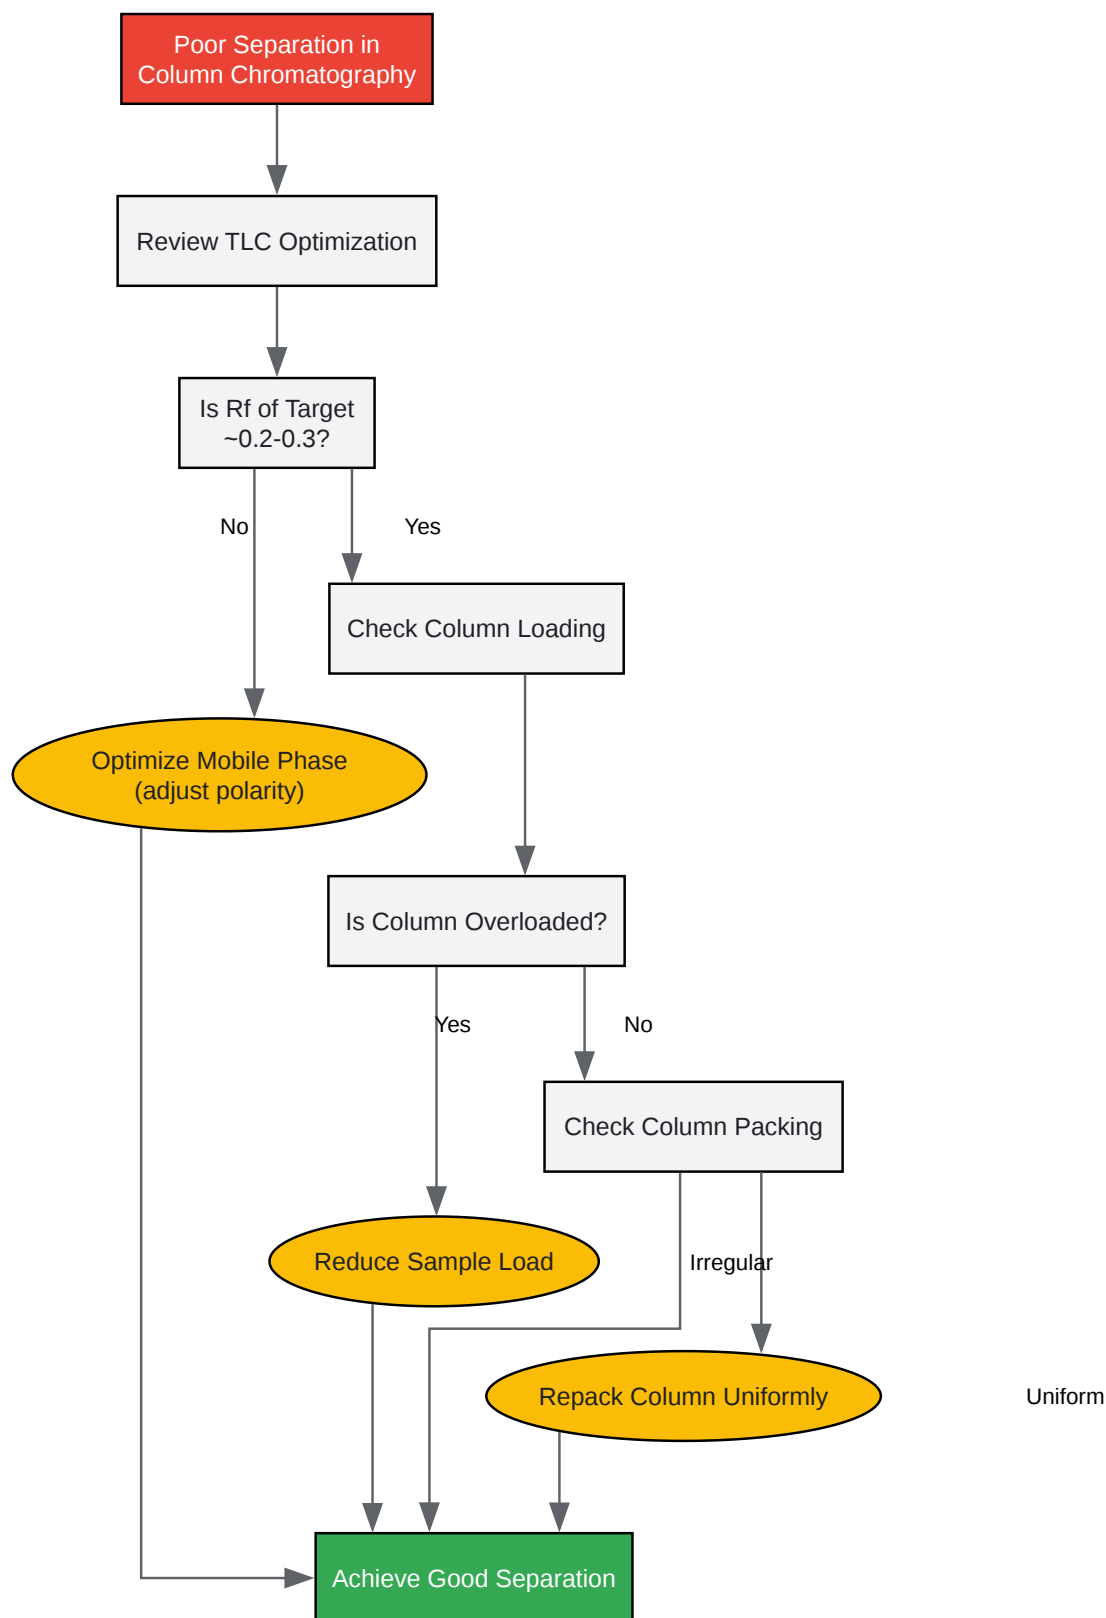 Poor Separation in
Column Chromatography
Review TLC Optimization
Is Rf of Target
~0.2-0.3?
No
Yes
Check Column Loading
Optimize Mobile Phase
(adjust polarity)
Is Column Overloaded?
Yes
No
Check Column Packing
Reduce Sample Load
Irregular
Repack Column Uniformly
Uniform
Achieve Good Separation